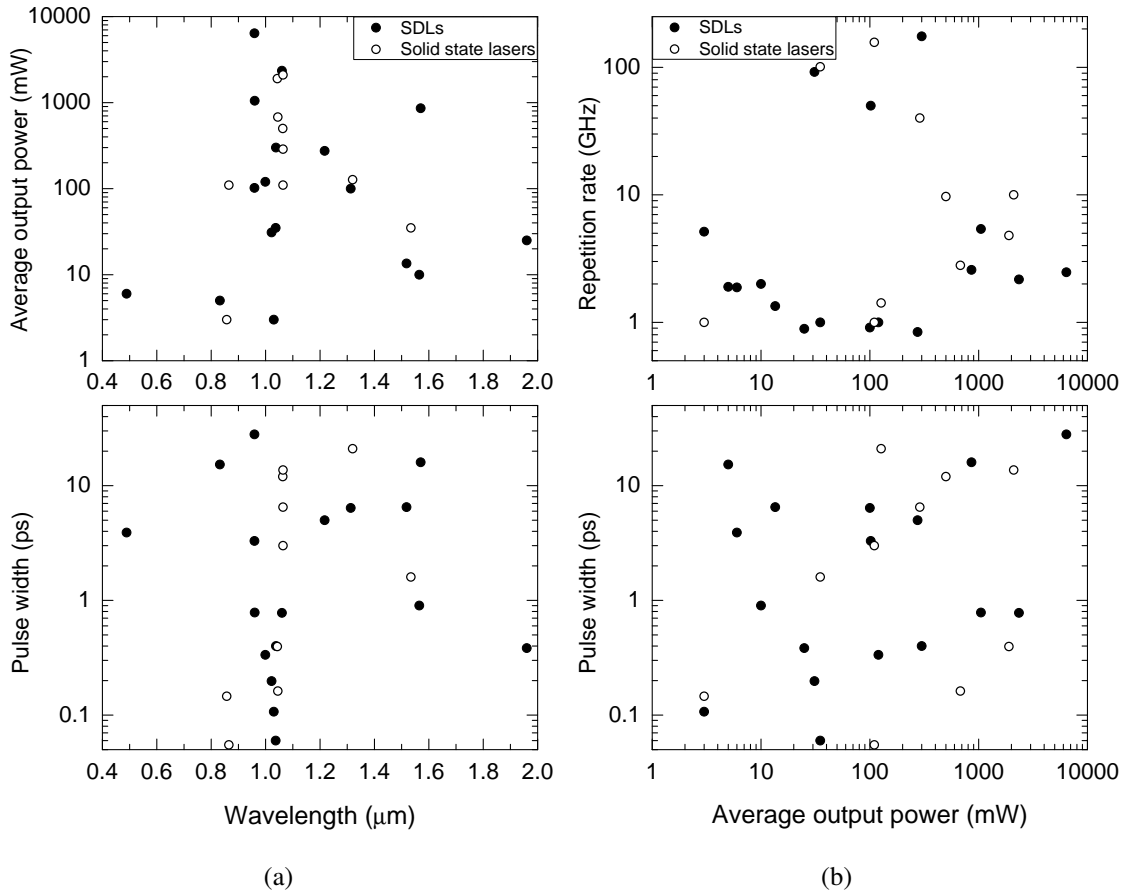 SDLs
Solid state lasers
Average output power (mW)
10000
1000
100
10
1
0.4 0.6 0.8 1.0 1.2 1.4 1.6 1.8 2.0
SDLs
Solid state lasers
Repetition rate (GHz)
100
10
1
1 10 100 1000 10000
Pulse width (ps)
10
1
0.1
0.4 0.6 0.8 1.0 1.2 1.4 1.6 1.8 2.0
Wavelength (μm)
Pulse width (ps)
10
1
0.1
1 10 100 1000 10000
Average output power (mW)
(a)
(b)